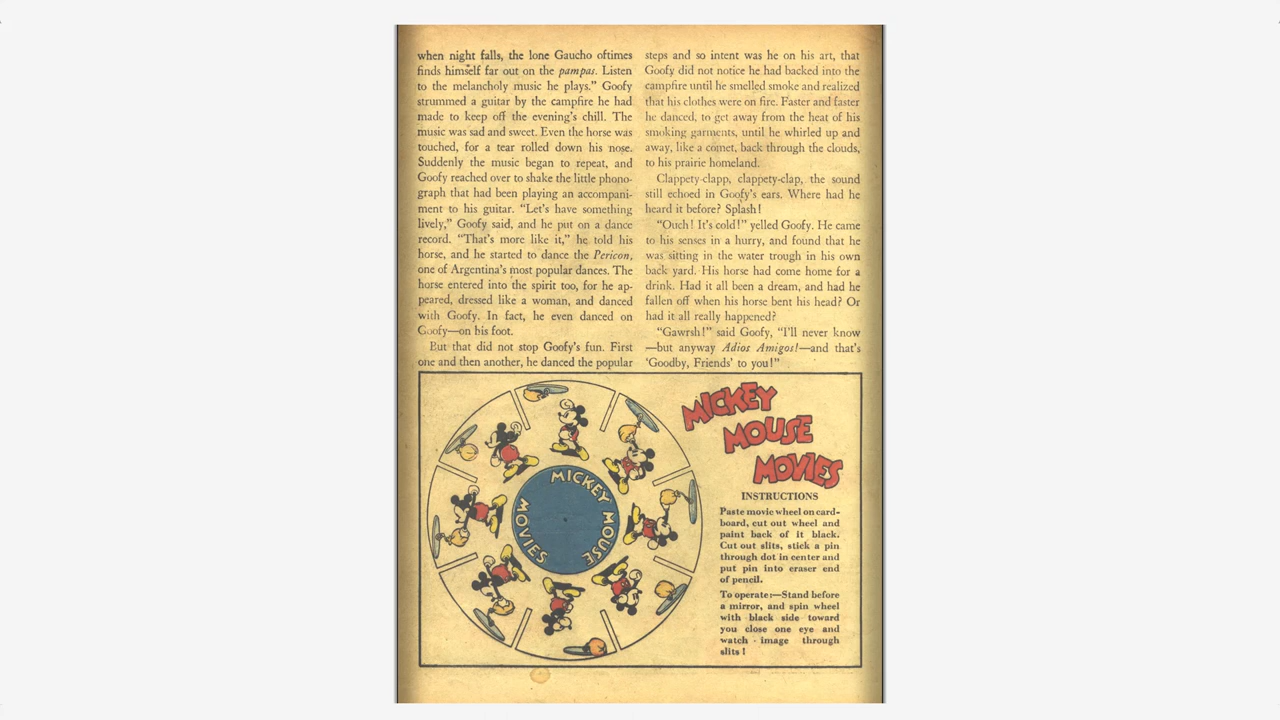 when night falls, the lone Gaucho oftimes
finds himself far out on the pampas. Listen
to the melancholy music he plays." Goofy
strummed a guitar by the campfire he had
made to keep off the evening's chill. The
music was sad and sweet. Even the horse was
touched, for a tear rolled down his nose.
Suddenly the music began to repeat, and
Goofy reached over to shake the little phono-
graph that had been playing an accompani-
ment to his guitar. "Let's have something
lively," Goofy said, and he put on a dance
record. "That's more like it," he told his
horse, and he started to dance the Pericon,
one of Argentina's most popular dances. The
horse entered into the spirit too, for he ap-
peared, dressed like a woman, and danced
with Goofy. In fact, he even danced on
Goofy—on his foot.
But that did not stop Goofy's fun. First
one and then another, he danced the popular
steps and so intent was he on his art, that
Goofy did not notice he had backed into the
campfire until he smelled smoke and realized
that his clothes were on fire. Faster and faster
he danced, to get away from the heat of his
smoking garments, until he whirled up and
away, like a comet, back through the clouds,
to his prairie homeland.
Clappety-clapp, clappety-clap, the sound
still echoed in Goofy's ears. Where had he
heard it before? Splash!
"Ouch! It's cold!" yelled Goofy. He came
to his senses in a hurry, and found that he
was sitting in the water trough in his own
back yard. His horse had come home for a
drink. Had it all been a dream, and had he
fallen off when his horse bent his head? Or
had it all really happened?
"Gawrsh!" said Goofy, "I'll never know
—but anyway Adios Amigos!—and that's
'Goodby, Friends' to you!"
MICKEY MOUSE
MOVIES
MICKEY
MOUSE
MOVIES
INSTRUCTIONS
Paste movie wheel on card-
board, cut out wheel and
paint back of it black.
Cut out slits, stick a pin
through dot in center and
put pin into eraser end
of pencil.
To operate:—Stand before
a mirror, and spin wheel
with black side toward
you close one eye and
watch image through
slits!